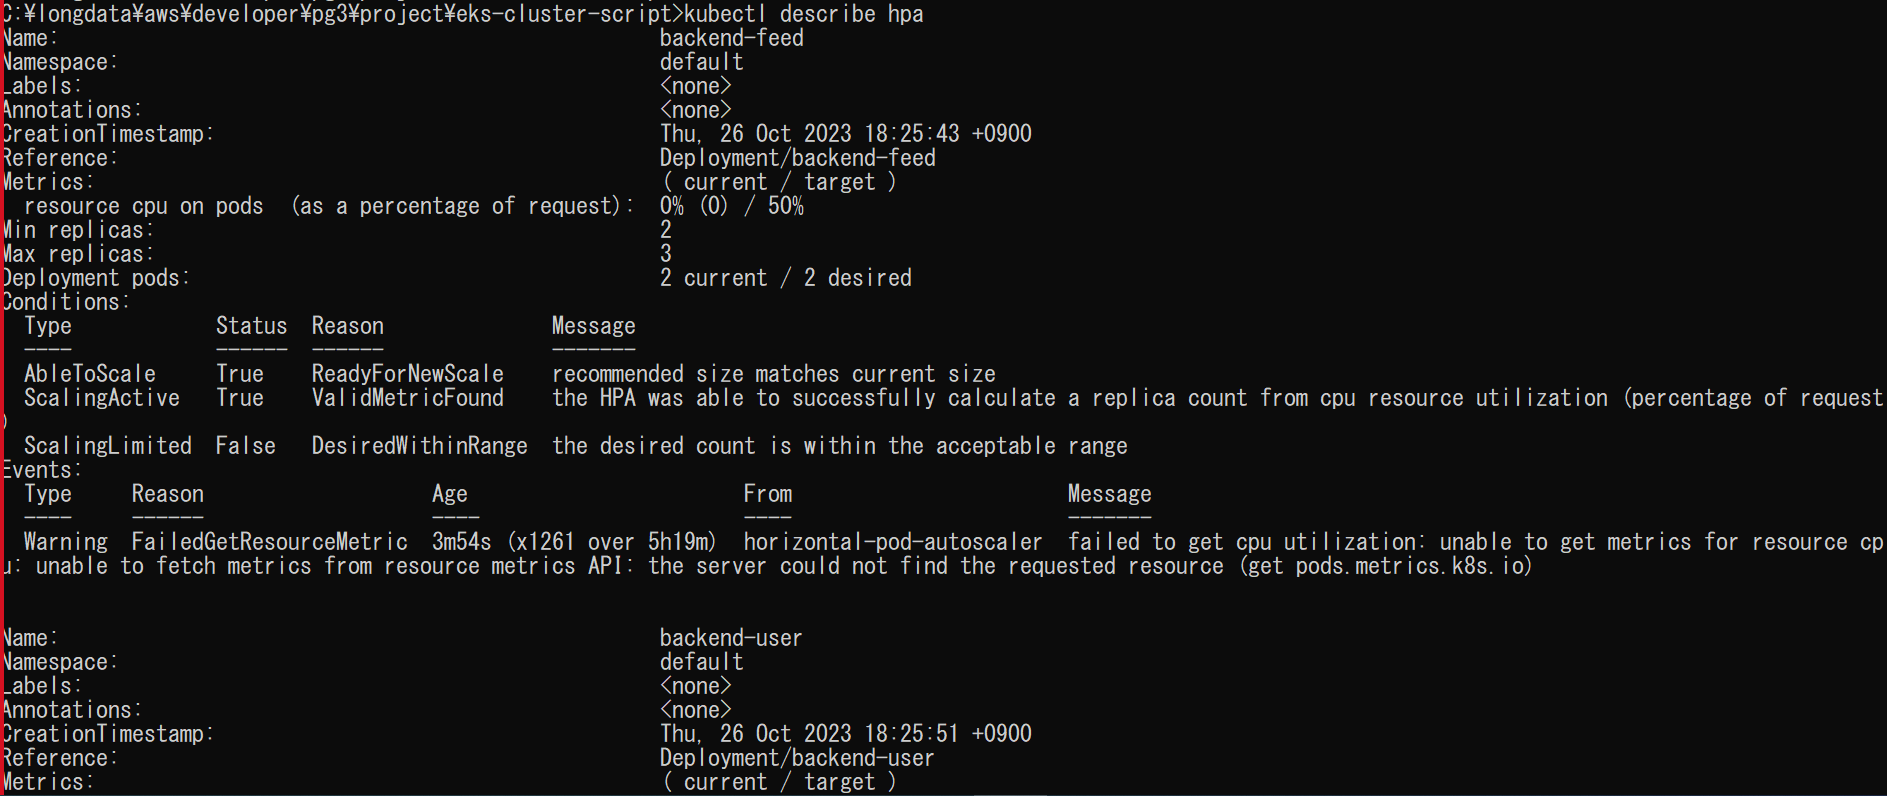 C:¥longdata¥aws¥developer¥pg3¥project¥eks-cluster-script>kubectl describe hpa
Name: backend-feed
Namespace: default
Labels: <none>
Annotations: <none>
CreationTimestamp: Thu, 26 Oct 2023 18:25:43 +0900
Reference: Deployment/backend-feed
Metrics: ( current / target )
resource cpu on pods (as a percentage of request): 0% (0) / 50%
Min replicas: 2
Max replicas: 3
Deployment pods: 2 current / 2 desired
Conditions:
Type Status Reason Message
---- ------ ------ -------
AbleToScale True ReadyForNewScale recommended size matches current size
ScalingActive True ValidMetricFound the HPA was able to successfully calculate a replica count from cpu resource utilization (percentage of request
)
ScalingLimited False DesiredWithinRange the desired count is within the acceptable range
Events:
Type Reason Age From Message
---- ------ ---- ---- -------
Warning FailedGetResourceMetric 3m54s (x1261 over 5h19m) horizontal-pod-autoscaler failed to get cpu utilization: unable to get metrics for resource cp
u: unable to fetch metrics from resource metrics API: the server could not find the requested resource (get pods.metrics.k8s.io)
Name: backend-user
Namespace: default
Labels: <none>
Annotations: <none>
CreationTimestamp: Thu, 26 Oct 2023 18:25:51 +0900
Reference: Deployment/backend-user
Metrics: ( current / target )